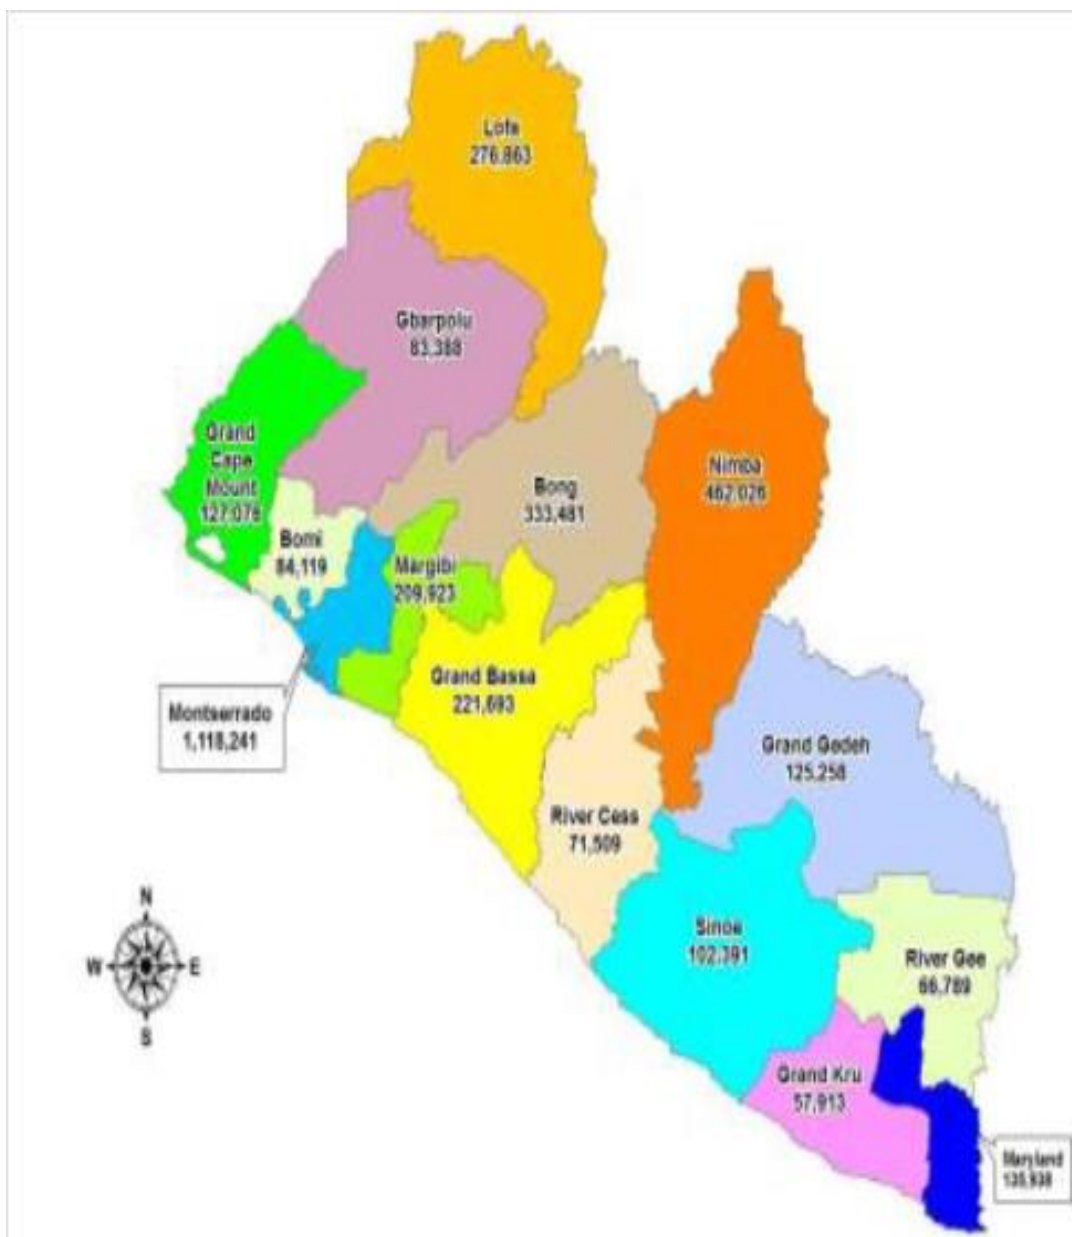 Lofa
276,863
Gbarpolu
83,388
Grand
Cape
Mount
127,076
Nimba
462,026
Bong
333,481
Bomi
84,119
Margibi
209,923
Grand Bassa
221,693
Montserrado
1,118,241
Grand Gedeh
125,258
River Cess
71,509
N
W
E
S
Sinoe
102,391
River Gee
66,789
Grand Kru
57,913
Maryland
135,938